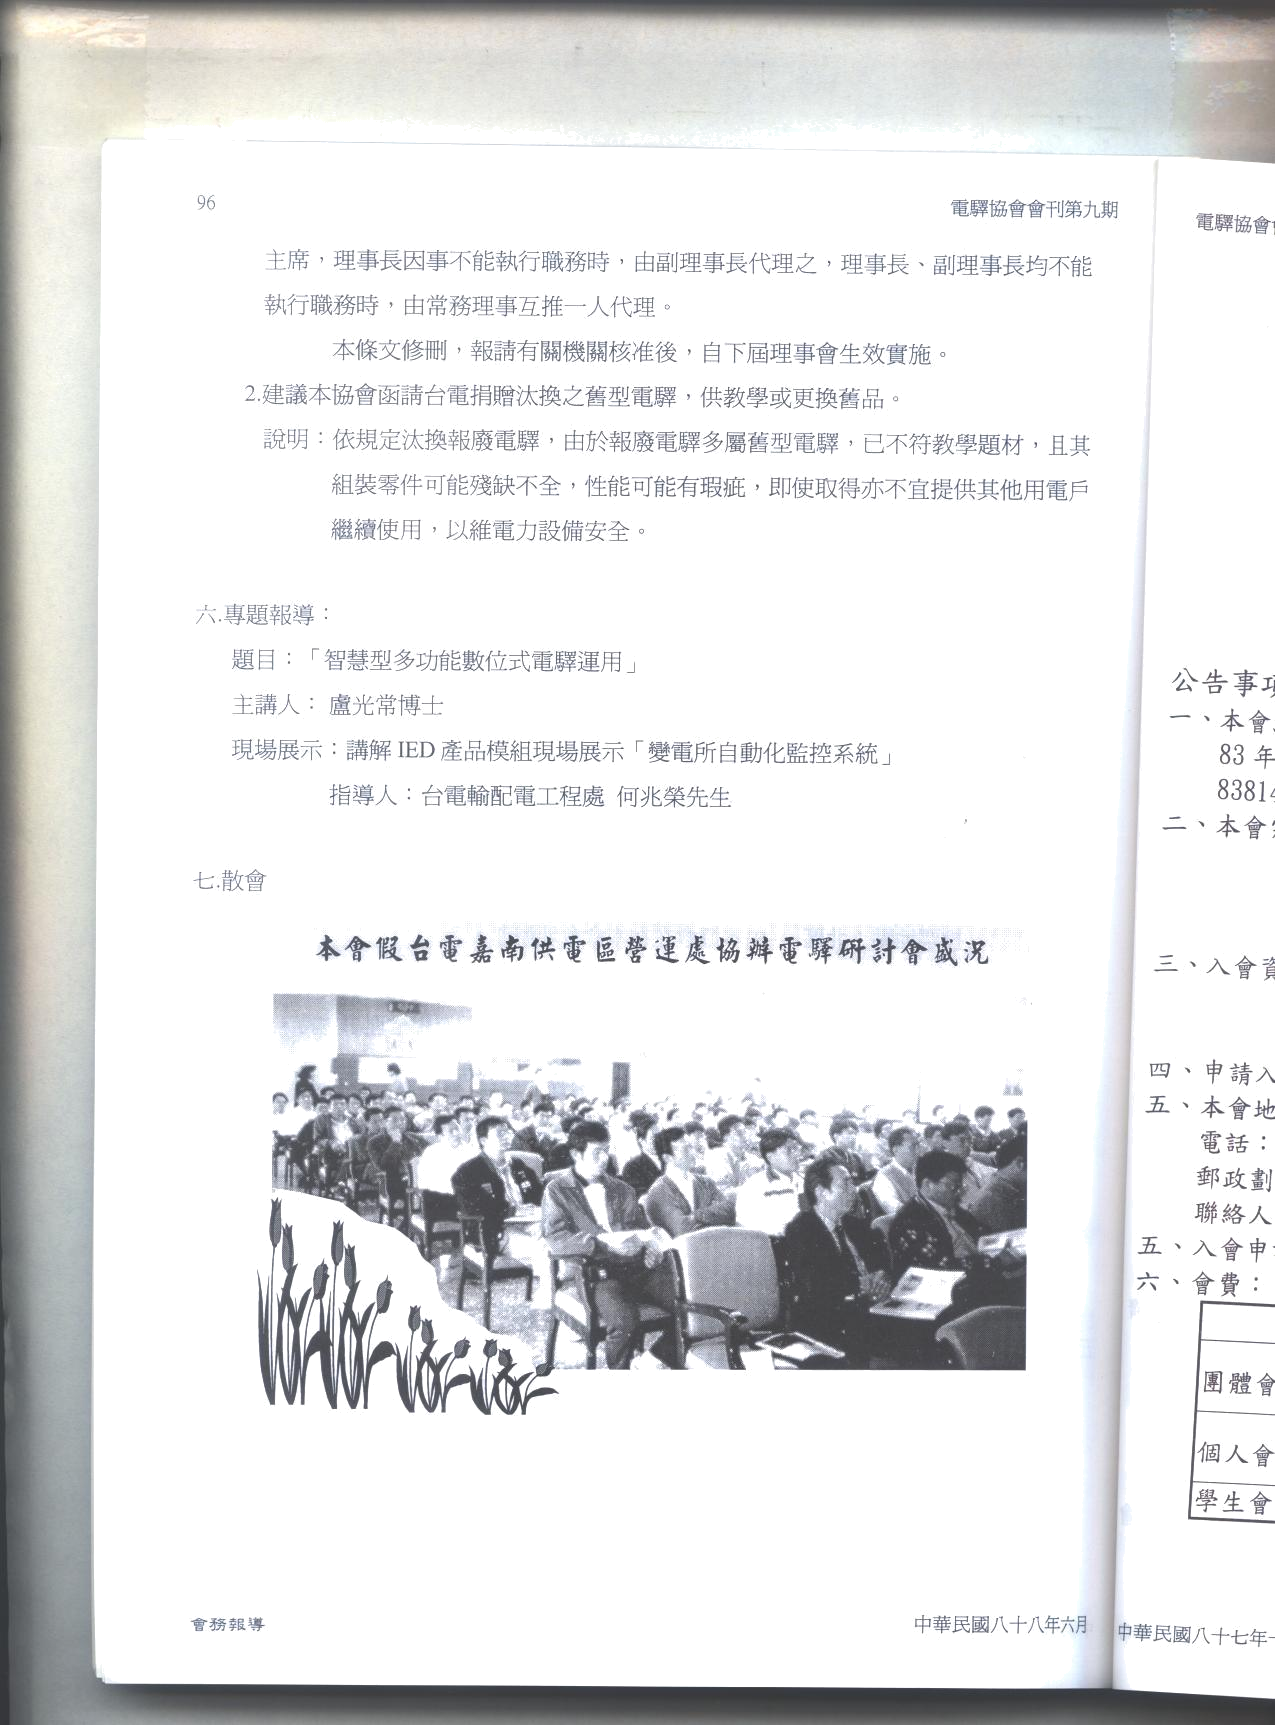 96
電驛協會會刊第九期
主席，理事長因事不能執行職務時，由副理事長代理之，理事長、副理事長均不能
執行職務時，由常務理事互推一人代理。
本條文修刪，報請有關機關核准後，自下屆理事會生效實施。
2.建議本協會函請台電捐贈汰換之舊型電驛，供教學或更換舊品。
說明：依規定汰換報廢電驛，由於報廢電驛多屬舊型電驛，已不符教學題材，且其
組裝零件可能殘缺不全，性能可能有瑕疵，即使取得亦不宜提供其他用電戶
繼續使用，以維電力設備安全。
六.專題報導：
題目：「智慧型多功能數位式電驛運用」
主講人： 盧光常博士
現場展示：講解 IED 產品模組現場展示「變電所自動化監控系統」
指導人：台電輸配電工程處 何兆榮先生
七.散會
本會假台電嘉南供電區營運處協辦電驛研討會盛況
會務報導
中華民國八十八年六月
電驛協會
公告事項
一、本會
83 年
8381
二、本會
三、入會資
四、申請入
五、本會地
電話：
郵政劃
聯絡人
五、入會申
六、會費：
團體會
個人會
學生會
中華民國八十七年